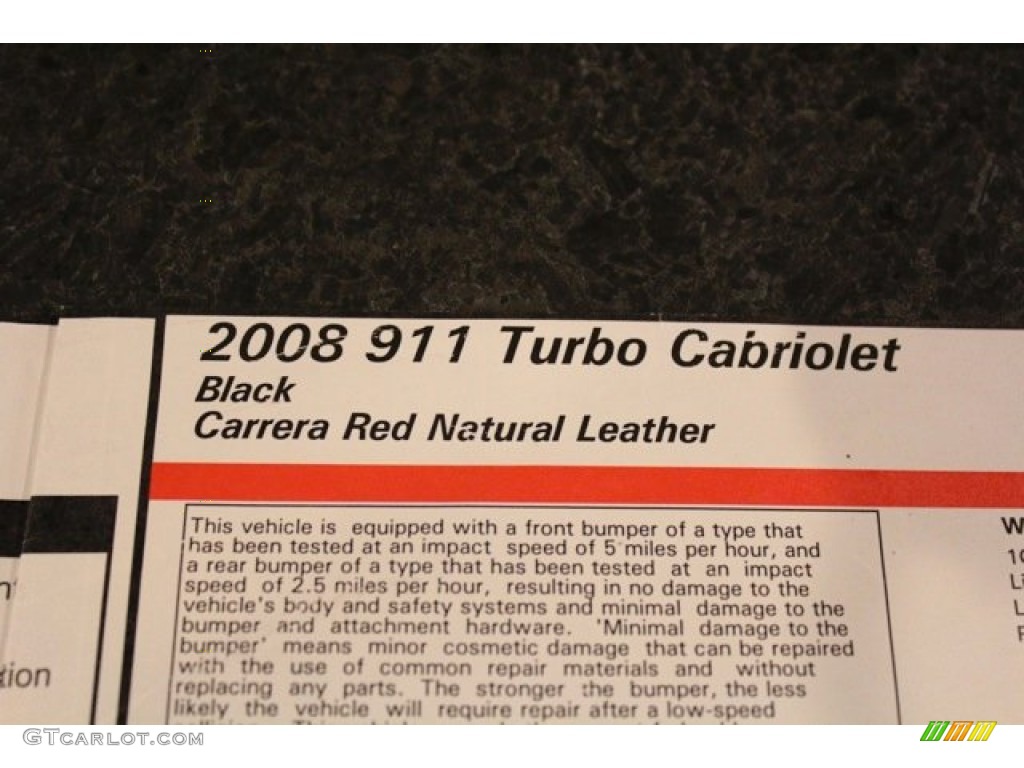 2008 911 Turbo Cabriolet
Black
Carrera Red Natural Leather
This vehicle is equipped with a front bumper of a type that
has been tested at an impact speed of 5 miles per hour, and
a rear bumper of a type that has been tested at an impact
speed of 2.5 miles per hour, resulting in no damage to the
vehicle's body and safety systems and minimal damage to the
bumper and attachment hardware. 'Minimal damage to the
bumper' means minor cosmetic damage that can be repaired
with the use of common repair materials and without
replacing any parts. The stronger the bumper, the less
likely the vehicle will require repair after a low-speed
GTCARLOT.COM